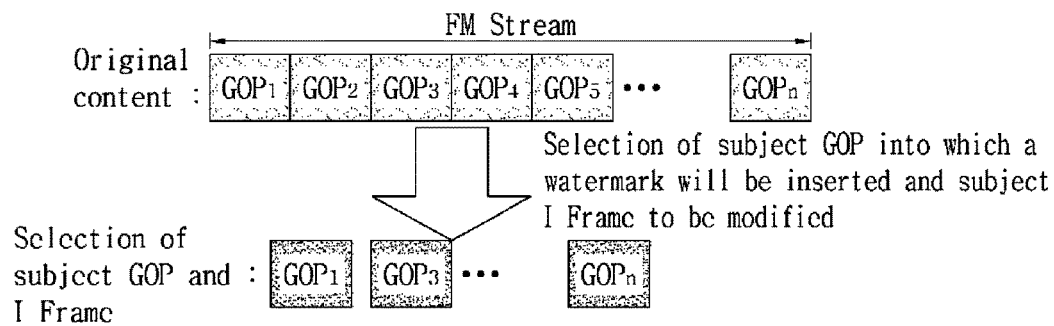 FM Stream
Original
content : GOP1 GOP2 GOP3 GOP4 GOP5 ••• GOPn
Selection of subject GOP into which a
watermark will be inserted and subject
I Frame to be modified
Selection of
subject GOP and : GOP1 GOP3 ••• GOPn
I Frame